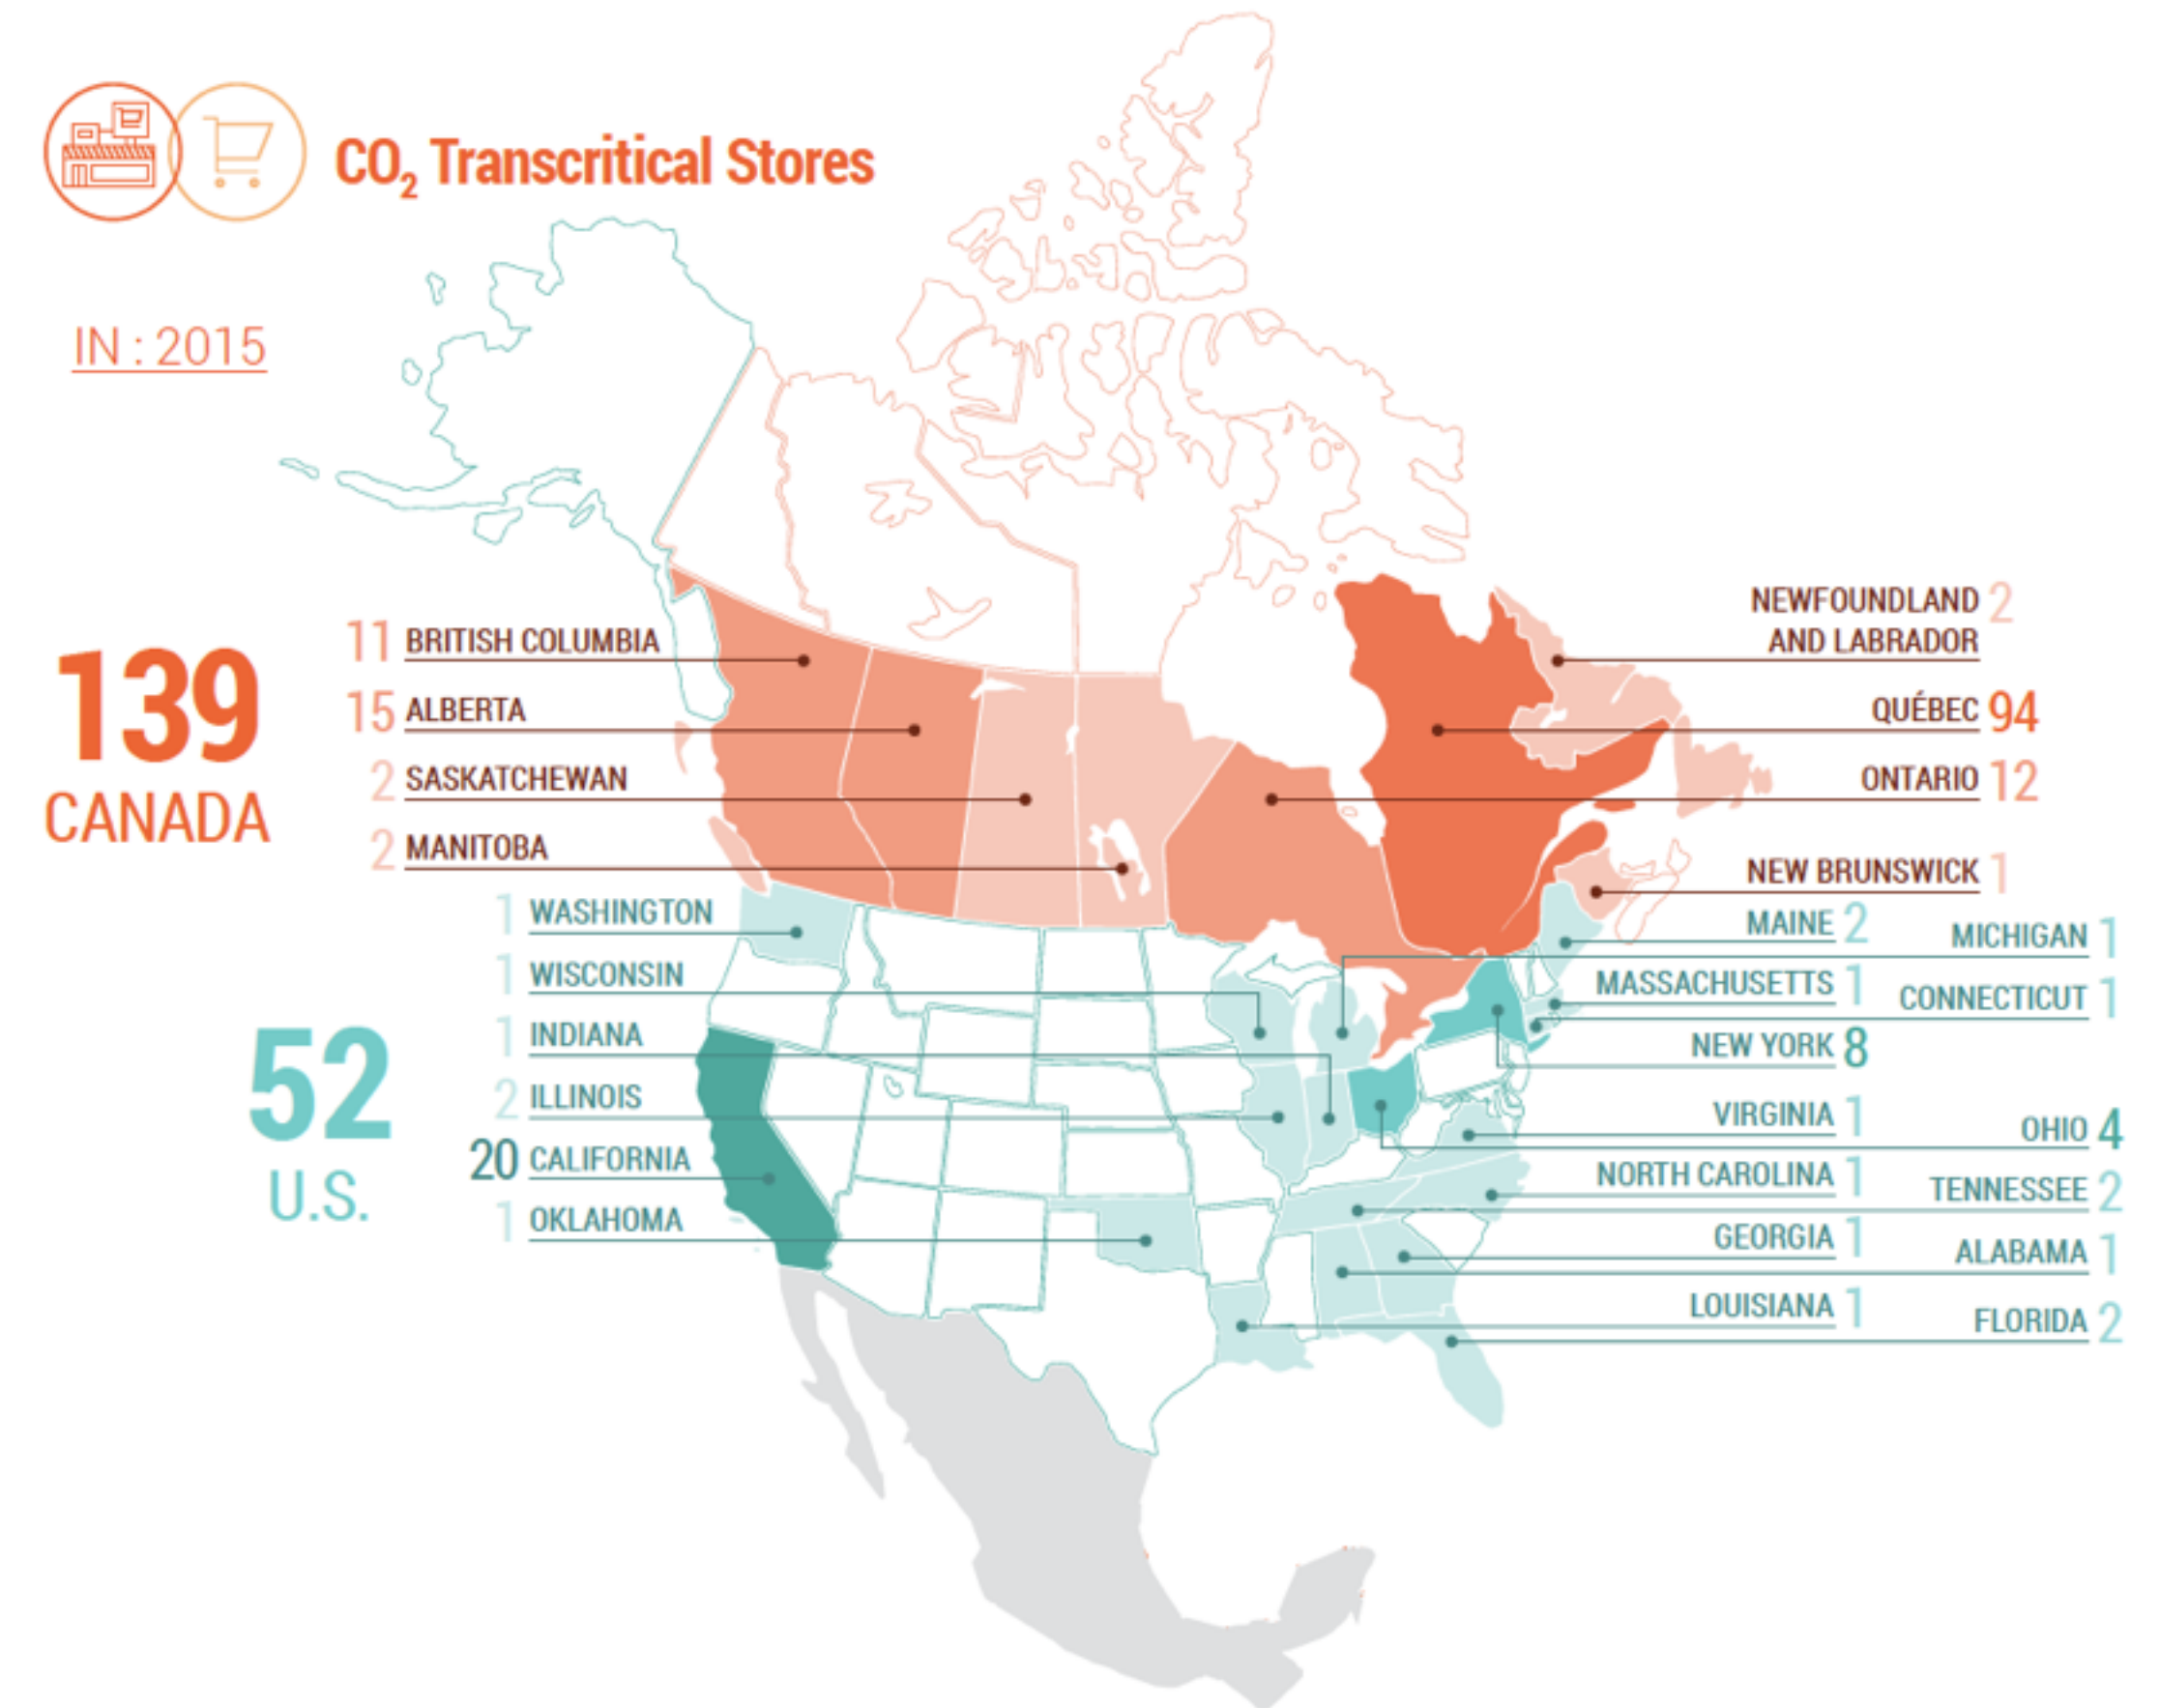 CO₂ Transcritical Stores
IN : 2015
139
CANADA
11 BRITISH COLUMBIA
15 ALBERTA
2 SASKATCHEWAN
2 MANITOBA
NEWFOUNDLAND 2
AND LABRADOR
QUÉBEC 94
ONTARIO 12
NEW BRUNSWICK 1
52
U.S.
1 WASHINGTON
1 WISCONSIN
1 INDIANA
2 ILLINOIS
20 CALIFORNIA
1 OKLAHOMA
MAINE 2
MICHIGAN 1
MASSACHUSETTS 1
CONNECTICUT 1
NEW YORK 8
VIRGINIA 1
OHIO 4
NORTH CAROLINA 1
TENNESSEE 2
GEORGIA 1
ALABAMA 1
LOUISIANA 1
FLORIDA 2